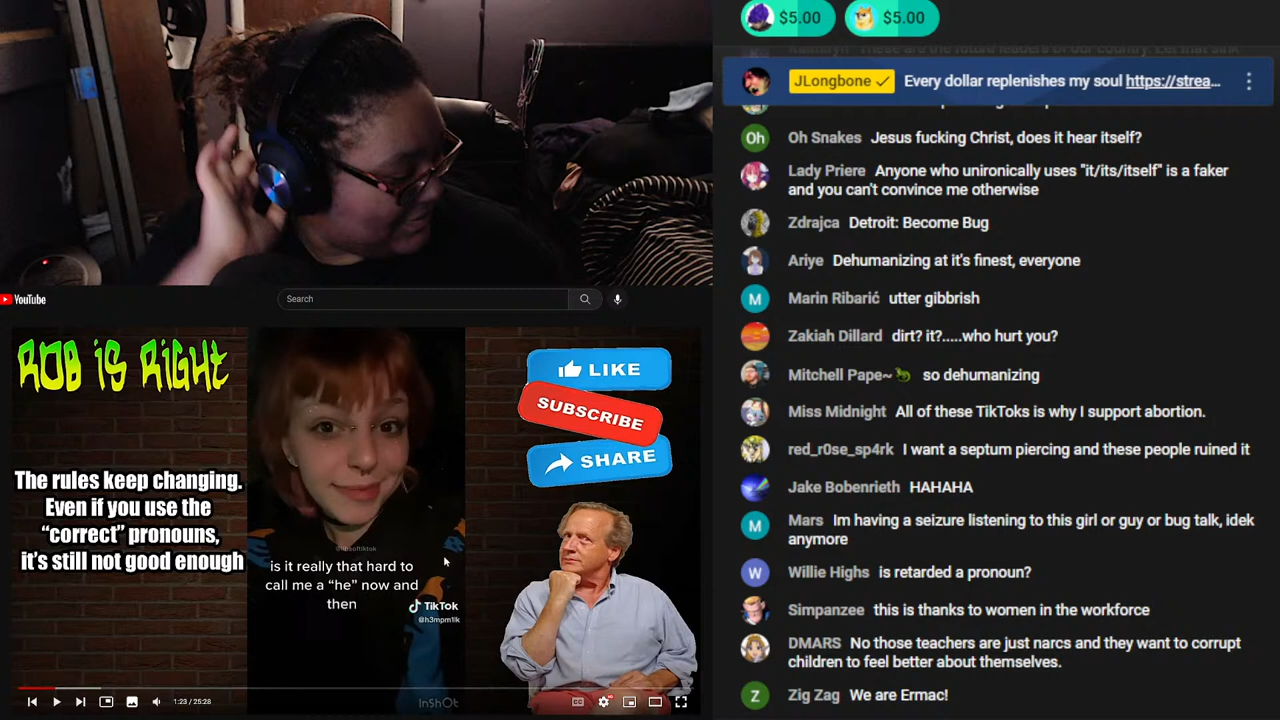 $5.00
$5.00
JLongbone Every dollar replenishes my soul https://strea...
Oh
Oh Snakes Jesus fucking Christ, does it hear itself?
Lady Priere Anyone who unironically uses "it/its/itself" is a faker
and you can't convince me otherwise
Zdrajca Detroit: Become Bug
Ariye Dehumanizing at it's finest, everyone
M
Marin Ribarić utter gibbrish
Zakiah Dillard dirt? it?.....who hurt you?
Mitchell Pape~🦎 so dehumanizing
Miss Midnight All of these TikToks is why I support abortion.
red_r0se_sp4rk I want a septum piercing and these people ruined it
Jake Bobenrieth HAHAHA
M
Mars Im having a seizure listening to this girl or guy or bug talk, idek
anymore
W
Willie Highs is retarded a pronoun?
Simpanzee this is thanks to women in the workforce
DMARS No those teachers are just narcs and they want to corrupt
children to feel better about themselves.
Z
Zig Zag We are Ermac!
YouTube
Search
ROB iS RiGHt
The rules keep changing.
Even if you use the
“correct” pronouns,
it’s still not good enough
@libsoftiktok
is it really that hard to
call me a “he” now and
then
TikTok
@h3mpm1lk
LIKE
SUBSCRIBE
SHARE
1:23 / 25:28
InShOt